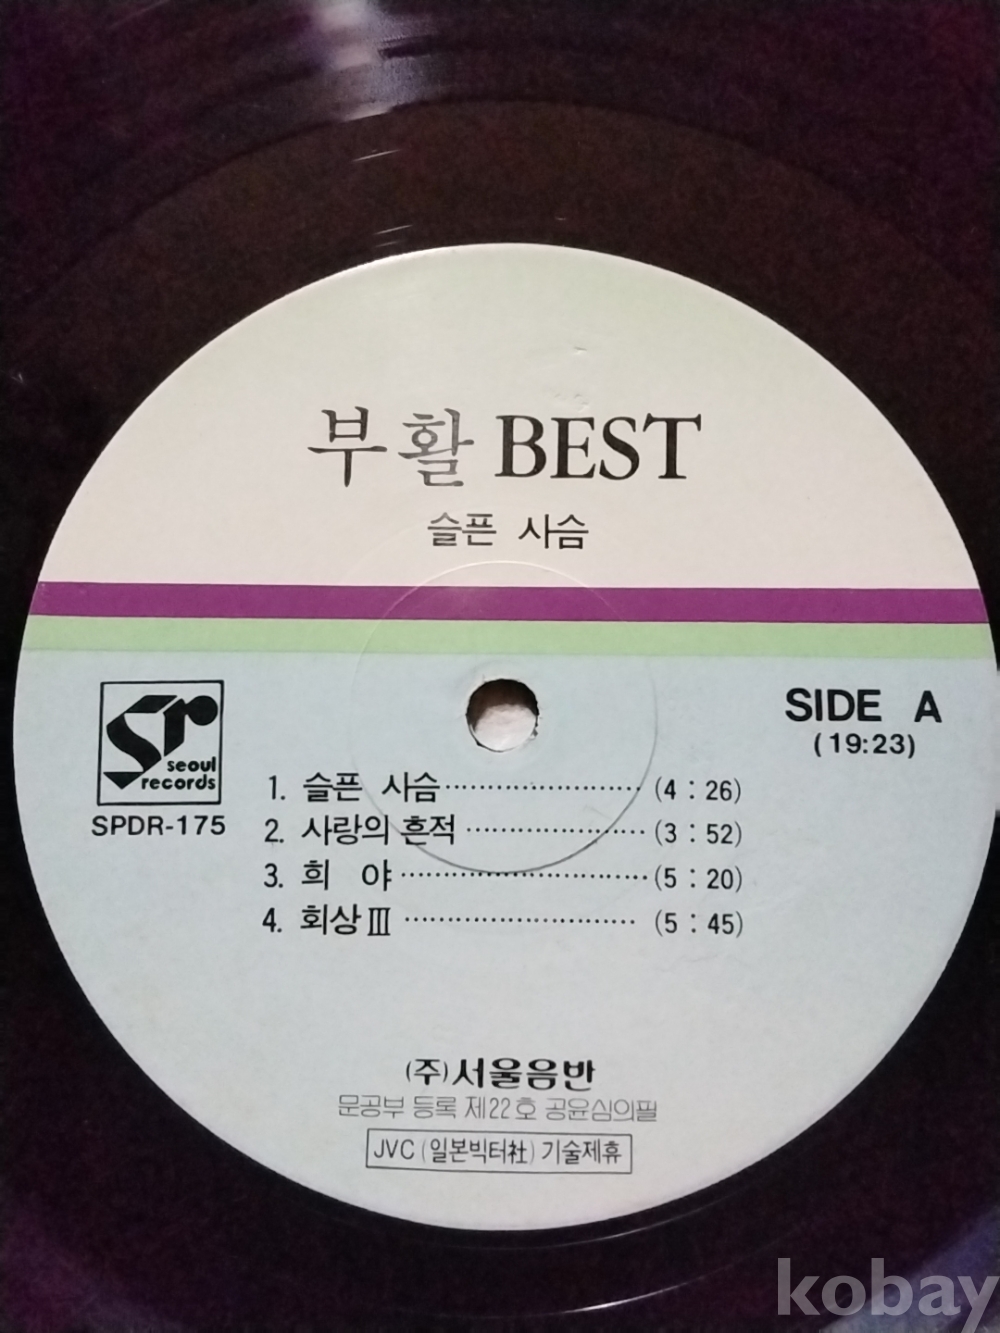 부활 BEST
슬픈 사슴
SIDE A
(19:23)
sr
seoul
records
SPDR-175
1. 슬픈 사슴 ........................ (4 : 26)
2. 사랑의 흔적 ..................... (3 : 52)
3. 희 야 ............................. (5 : 20)
4. 회상 Ⅲ ........................... (5 : 45)
(주)서울음반
문공부 등록 제22호 공윤심의필
JVC (일본빅터社) 기술제휴
kobay